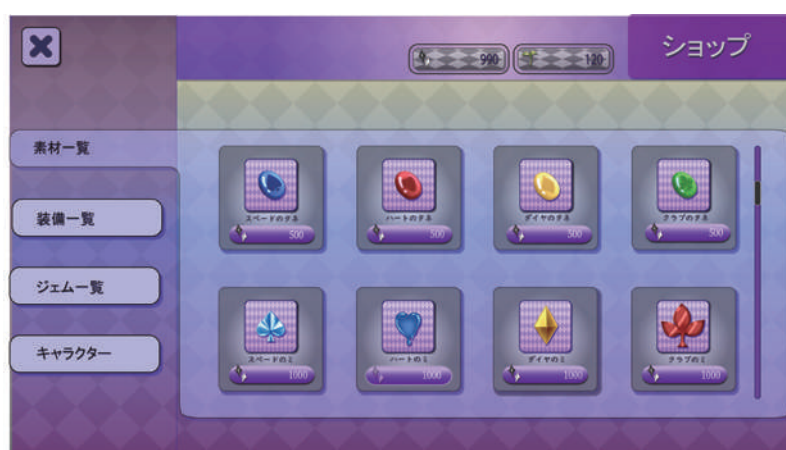 990
120
ショップ
素材一覧
装備一覧
ジェム一覧
キャラクター
スペードのタネ
ハートのタネ
ダイヤのタネ
クラブのタネ
500
500
500
500
スペードのミ
ハートのミ
ダイヤのミ
クラブのミ
1000
1000
1000
1000